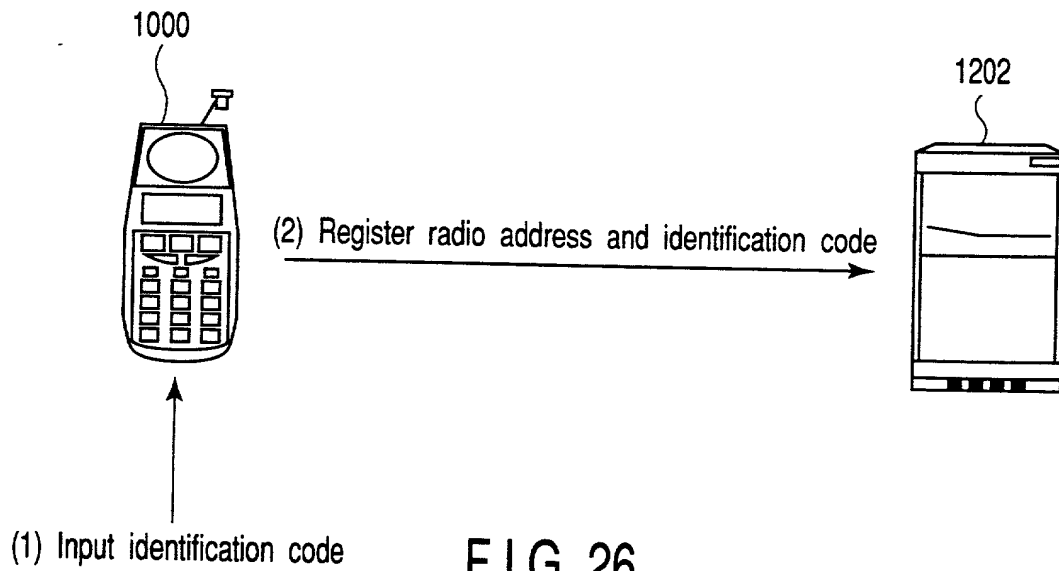 1000
1202
(2) Register radio address and identification code
(1) Input identification code
FIG. 26